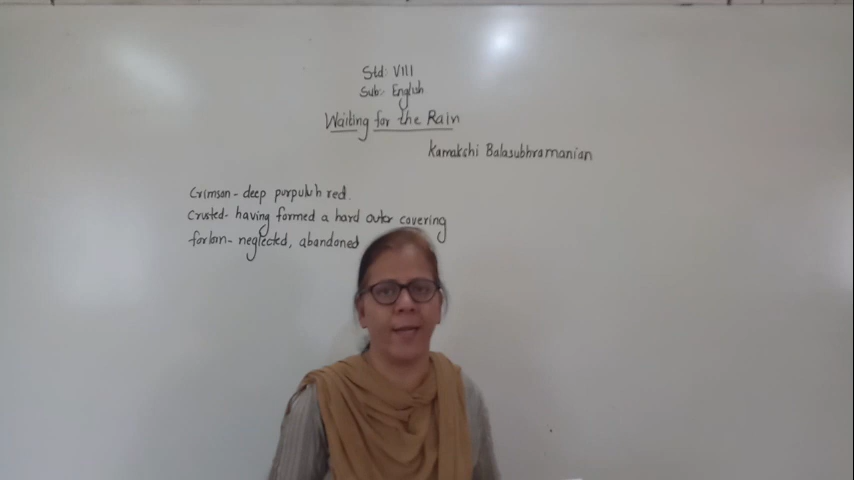 Std: VIII
Sub:- English
Waiting for the Rain
Kamakshi Balasubhramanian
Crimson - deep purpulish red.
Crusted - having formed a hard outer covering
forlorn - neglected, abandoned